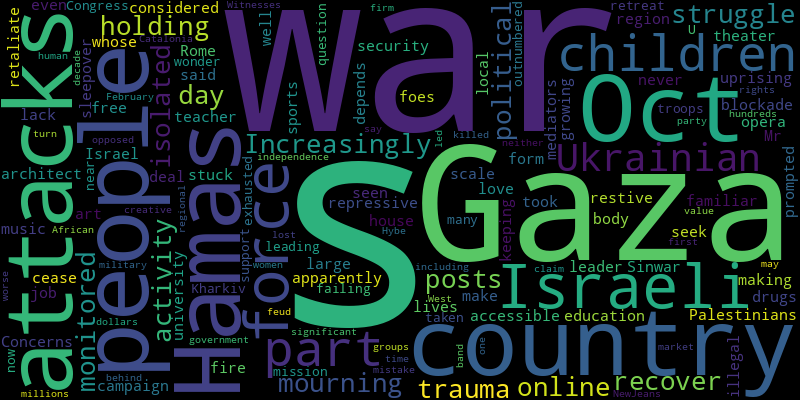 war
S
Gaza
attacks
people
Hamas
country
Israeli
Oct
children
force
Ukrainian
part
political
holding
isolated
day
Increasingly
struggle
activity
monitored
mourning
trauma
online
recover
posts
retaliate
even
Congress
considered
whose
Rome
wonder
said
region
retreat
Witnesses
Catalonia
firm
well
question
security
outnumbered
theater
U
local
never
uprising
rights
human
decade
sleepover
February
free
sports
depends
foes
mediators
growing
troops
blockade
hundreds
party
opera
Mr
lack
turn
opposed
teacher
Israel
near
deal
stuck
architect
university
say
led
killed
neither
form
scale
love
took
restive
body
familiar
prompted
value
first
seek
keeping
independence
exhausted
seen
repressive
house
many
music
African
art
creative
regional
support
lost
women
Hybe
leading
large
apparently
failing
including
West
lives
taken
make
accessible
claim
leader
Sinwar
education
making
drugs
may
Palestinians
illegal
market
one
band
groups
time
mistake
NewJeans
significant
feud
fire
mission
government
Kharkiv
military
dollars
behind
campaign
cease
job
Concerns
now
worse
millions